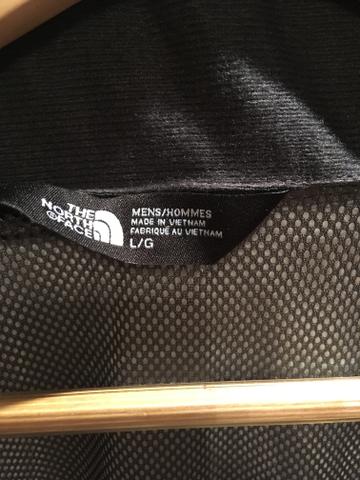 THE
NORTH
FACE
MENS/HOMMES
MADE IN VIETNAM
FABRIQUÉ AU VIETNAM
L/G